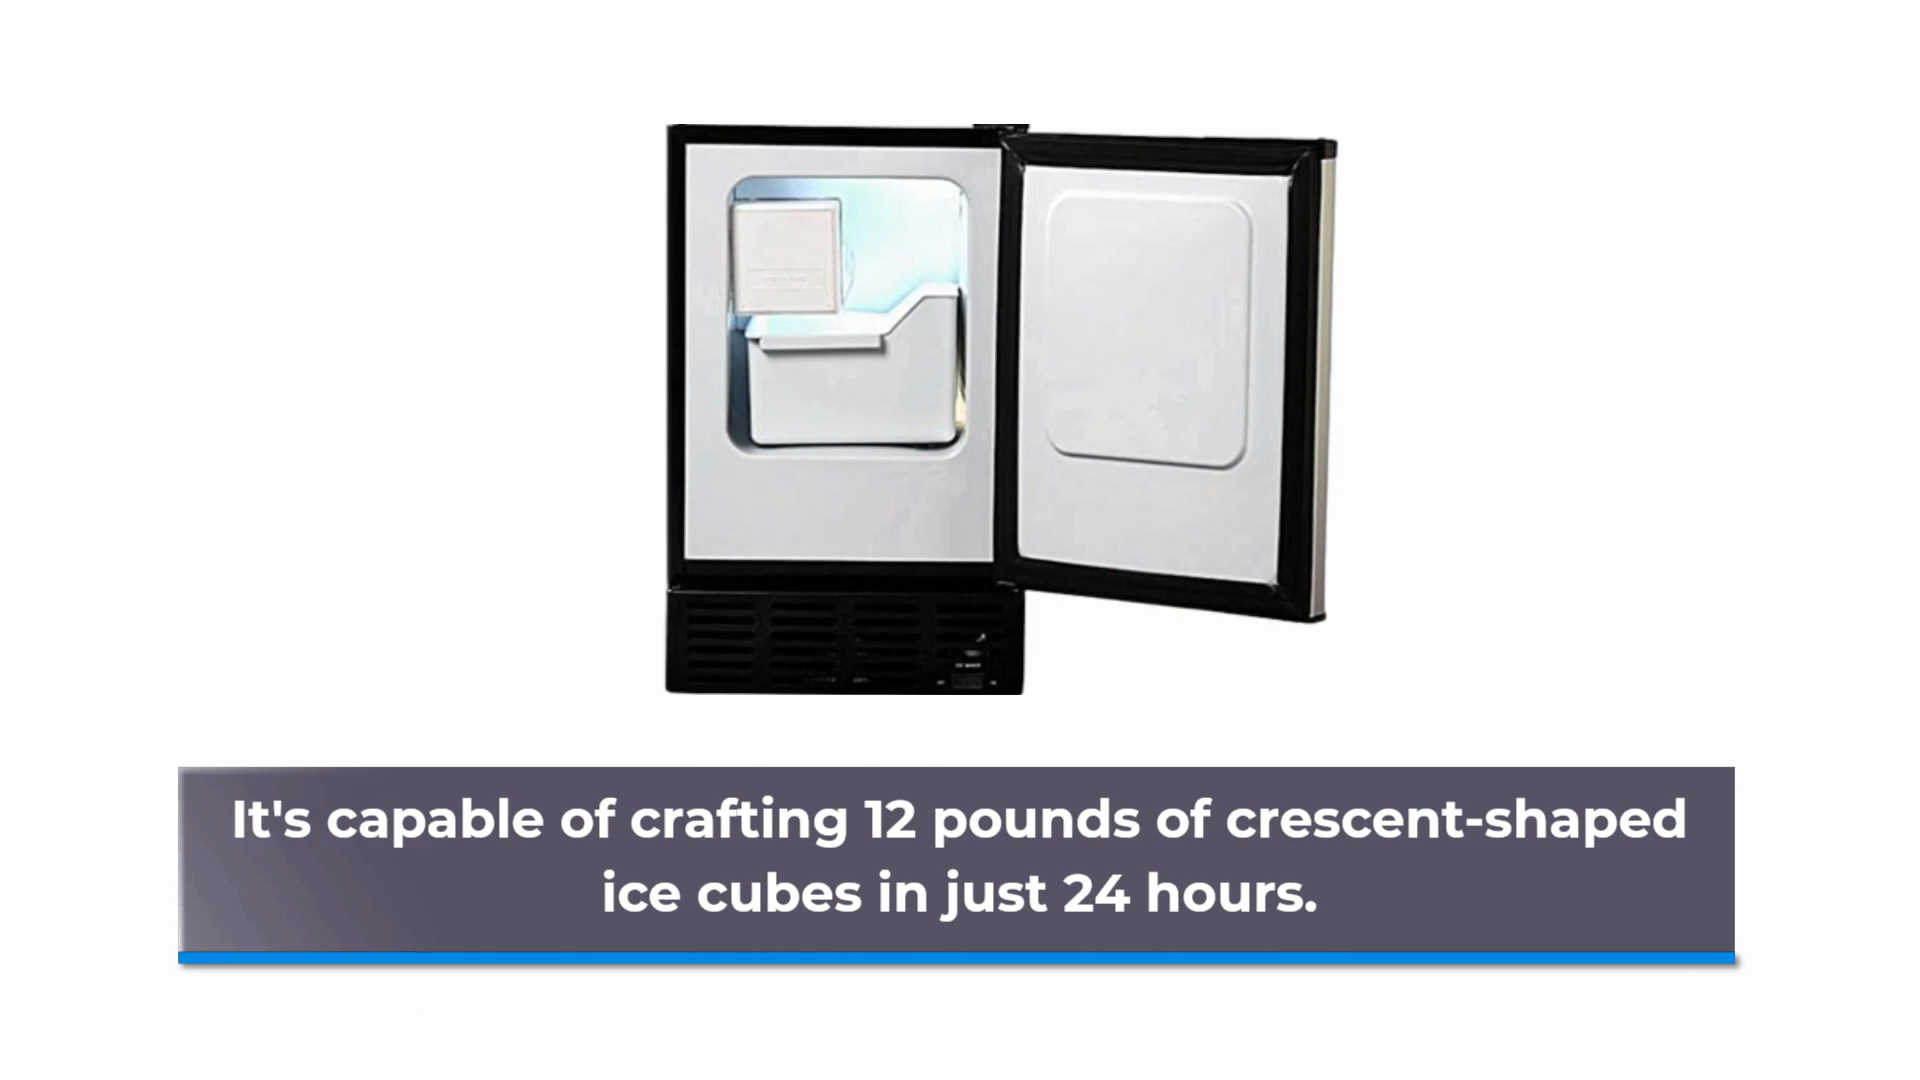 It's capable of crafting 12 pounds of crescent-shaped
ice cubes in just 24 hours.